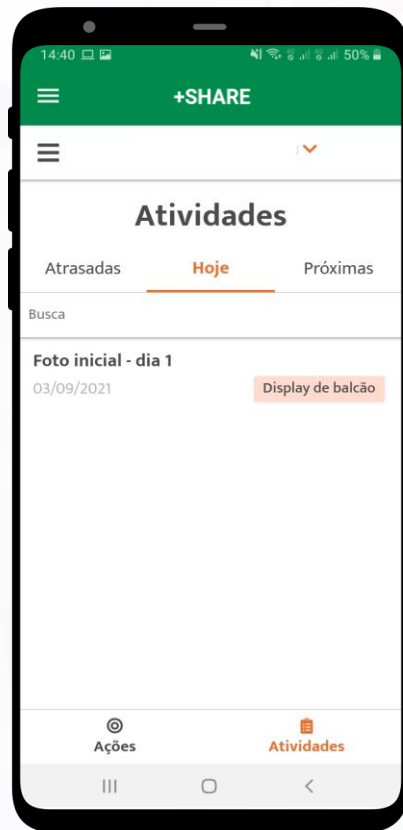 14:40 50%
+SHARE
Atividades
Atrasadas Hoje Próximas
Busca
Foto inicial - dia 1
03/09/2021 Display de balcão
Ações Atividades